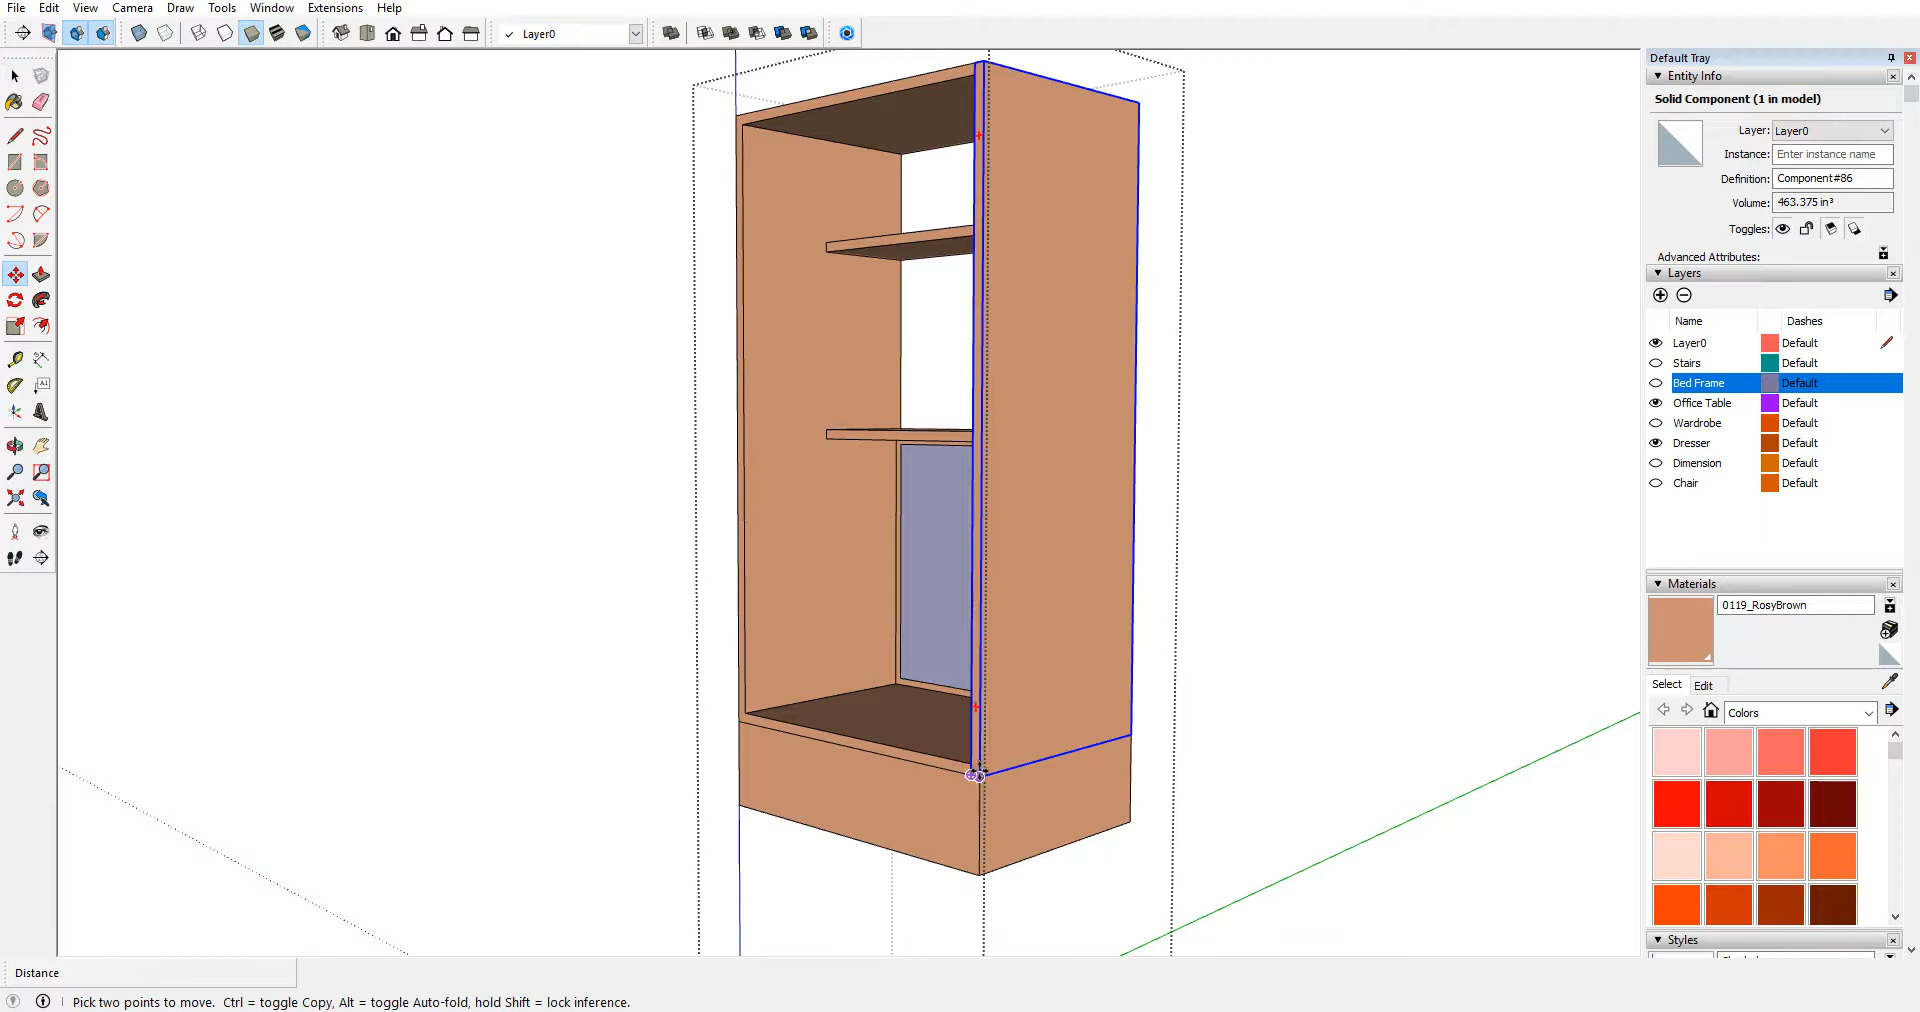 File Edit View Camera Draw Tools Window Extensions Help
✓ Layer0
Default Tray
Entity Info
Solid Component (1 in model)
Layer: Layer0
Instance: Enter instance name
Definition: Component#86
Volume: 463.375 in³
Toggles:
Advanced Attributes:
Layers
Name Dashes
Layer0 Default
Stairs Default
Bed Frame Default
Office Table Default
Wardrobe Default
Dresser Default
Dimension Default
Chair Default
Materials
0119_RosyBrown
Select Edit
Colors
Styles
Distance
Pick two points to move. Ctrl = toggle Copy, Alt = toggle Auto-fold, hold Shift = lock inference.